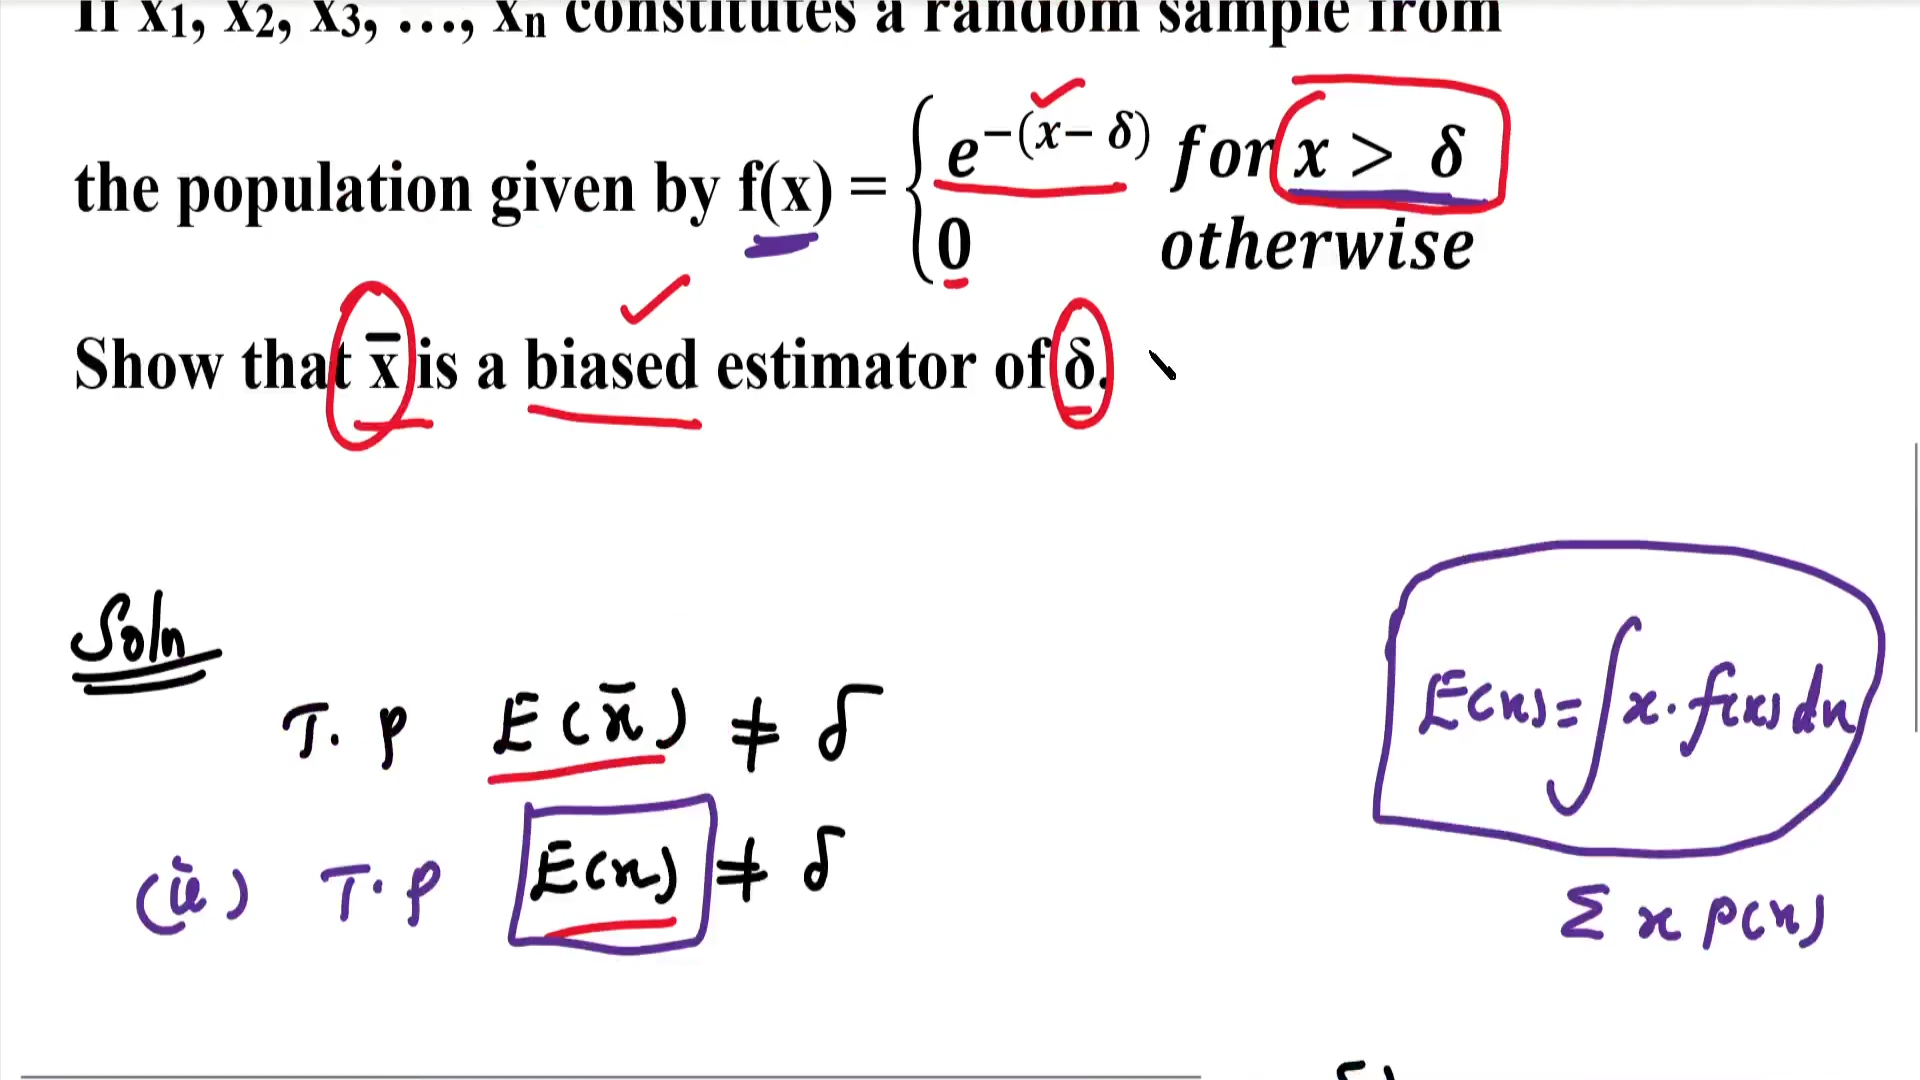 If x1, x2, x3, ..., xn constitutes a random sample from
the population given by f(x) = { e^−(x− δ) for x > δ
0 otherwise
Show that x̄ is a biased estimator of δ.
Soln
T.P E(x̄) ≠ δ
E(x) = ∫ x. f(x) dx
(ie) T.P E(x) ≠ δ
Σ x p(x)